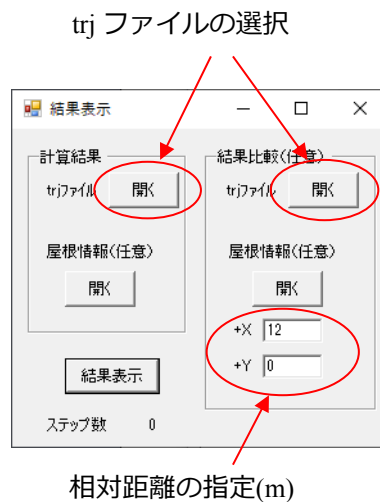 trj ファイルの選択
結果表示
計算結果
trjファイル 開く
屋根情報(任意)
開く
結果表示
ステップ数 0
結果比較(任意)
trjファイル 開く
屋根情報(任意)
開く
+X 12
+Y 0
相対距離の指定(m)